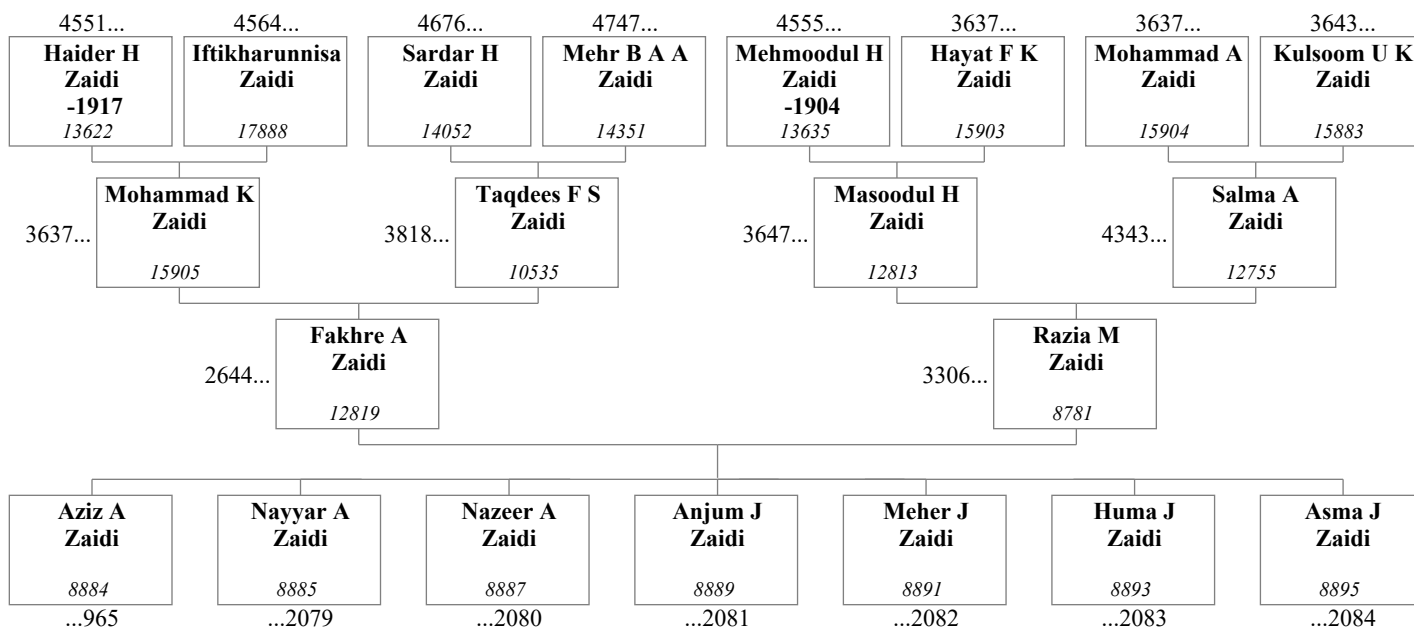 4551...
4564...
4676...
4747...
4555...
3637...
3637...
3643...
Haider H
Zaidi
-1917
13622
Iftikharunnisa
Zaidi
17888
Sardar H
Zaidi
14052
Mehr B A A
Zaidi
14351
Mehmoodul H
Zaidi
-1904
13635
Hayat F K
Zaidi
15903
Mohammad A
Zaidi
15904
Kulsoom U K
Zaidi
15883
3637...
Mohammad K
Zaidi
15905
3818...
Taqdees F S
Zaidi
10535
3647...
Masoodul H
Zaidi
12813
4343...
Salma A
Zaidi
12755
2644...
Fakhre A
Zaidi
12819
3306...
Razia M
Zaidi
8781
Aziz A
Zaidi
8884
...965
Nayyar A
Zaidi
8885
...2079
Nazeer A
Zaidi
8887
...2080
Anjum J
Zaidi
8889
...2081
Meher J
Zaidi
8891
...2082
Huma J
Zaidi
8893
...2083
Asma J
Zaidi
8895
...2084